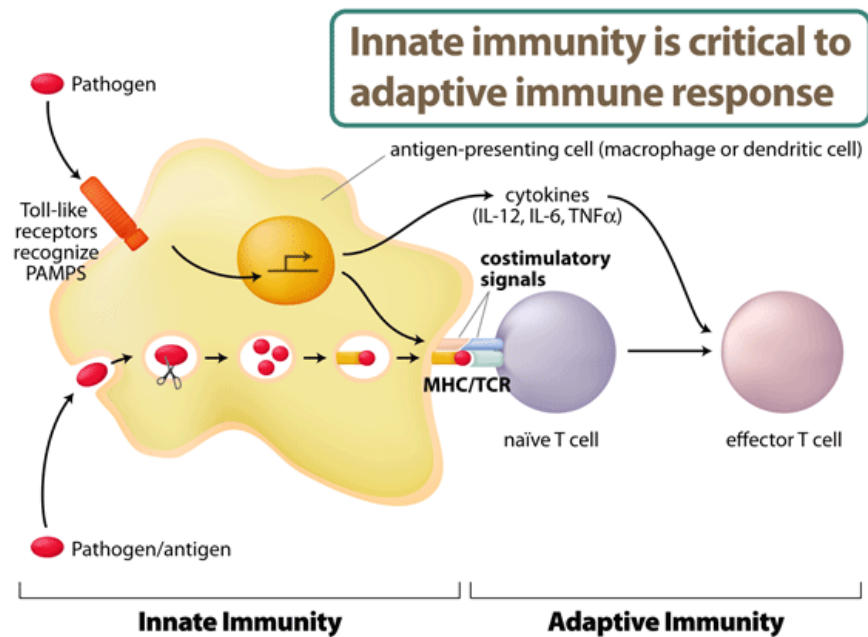 Innate immunity is critical to
adaptive immune response
Pathogen
antigen-presenting cell (macrophage or dendritic cell)
Toll-like
receptors
recognize
PAMPS
cytokines
(IL-12, IL-6, TNFα)
costimulatory
signals
MHC/TCR
naïve T cell
effector T cell
Pathogen/antigen
Innate Immunity
Adaptive Immunity